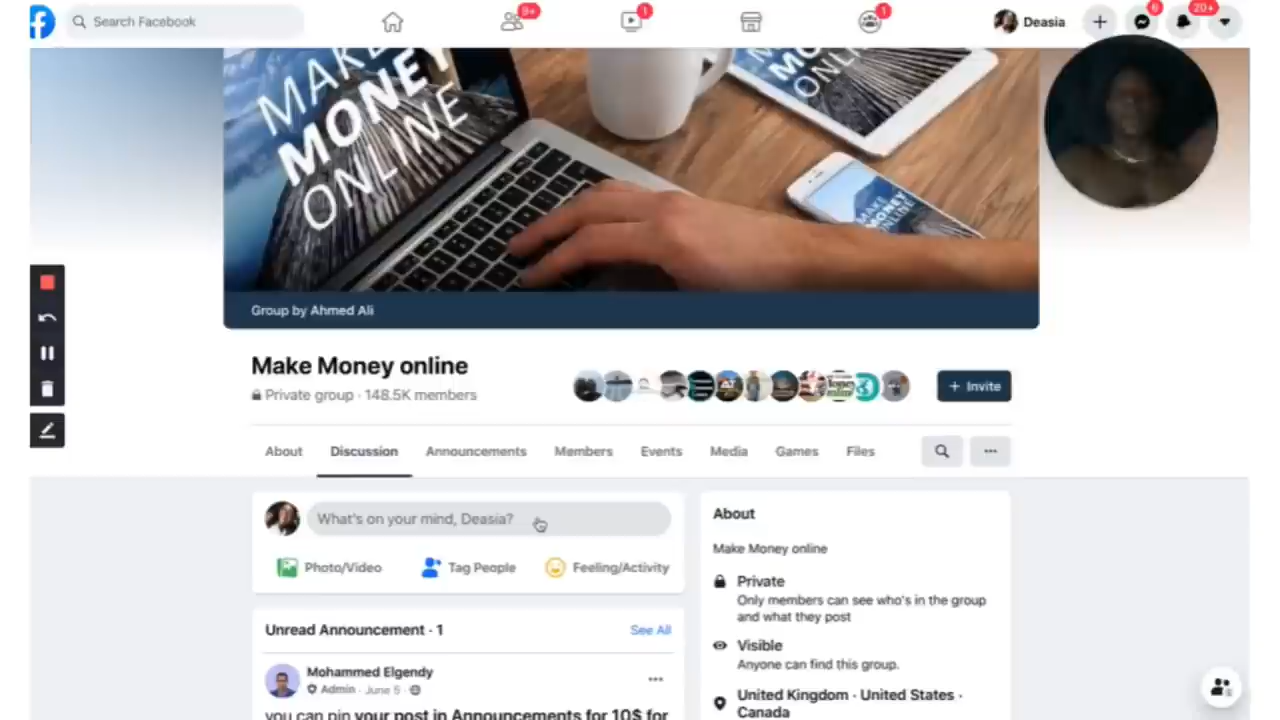 Search Facebook
9+
1
1
Deasia
6
20+
MAKE
MONEY
ONLINE
MAKE
MONEY
ONLINE
Group by Ahmed Ali
Make Money online
Private group · 148.5K members
+ Invite
About
Discussion
Announcements
Members
Events
Media
Games
Files
What's on your mind, Deasia?
Photo/Video
Tag People
Feeling/Activity
Unread Announcement · 1
See All
Mohammed Elgendy
Admin · June 5 ·
you can pin your post in Announcements for 10$ for
About
Make Money online
Private
Only members can see who's in the group
and what they post
Visible
Anyone can find this group.
United Kingdom · United States ·
Canada